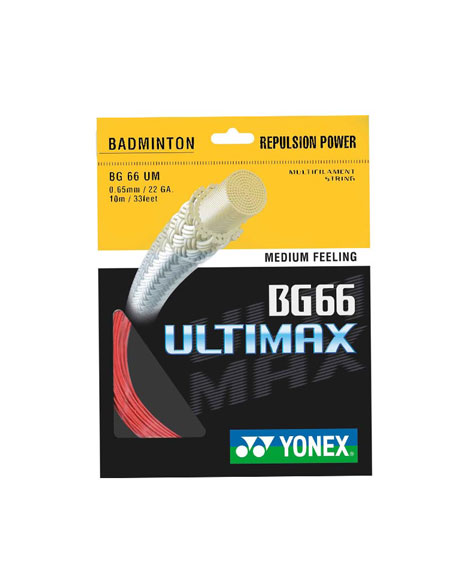 BADMINTON
REPULSION POWER
BG 66 UM
0.65mm / 22 GA.
10m / 33feet
MULTIFILAMENT
STRING
MEDIUM FEELING
BG66
ULTIMAX
MAX
YONEX